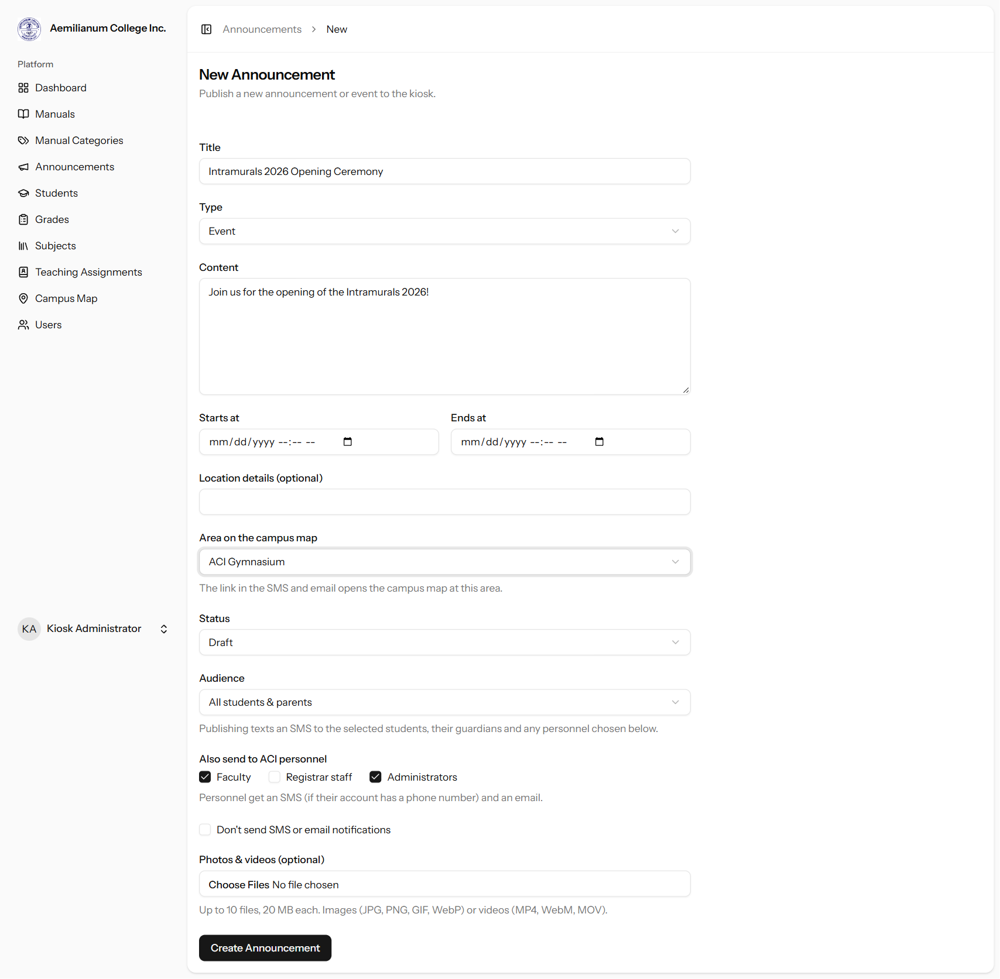 Aemilianum College Inc.
Platform
Dashboard
Manuals
Manual Categories
Announcements
Students
Grades
Subjects
Teaching Assignments
Campus Map
Users
KA Kiosk Administrator
Announcements > New
New Announcement
Publish a new announcement or event to the kiosk.
Title
Intramurals 2026 Opening Ceremony
Type
Event
Content
Join us for the opening of the Intramurals 2026!
Starts at Ends at
mm/dd/yyyy --:-- -- mm/dd/yyyy --:-- --
Location details (optional)
Area on the campus map
ACI Gymnasium
The link in the SMS and email opens the campus map at this area.
Status
Draft
Audience
All students & parents
Publishing texts an SMS to the selected students, their guardians and any personnel chosen below.
Also send to ACI personnel
Faculty Registrar staff Administrators
Personnel get an SMS (if their account has a phone number) and an email.
Don't send SMS or email notifications
Photos & videos (optional)
Choose Files No file chosen
Up to 10 files, 20 MB each. Images (JPG, PNG, GIF, WebP) or videos (MP4, WebM, MOV).
Create Announcement